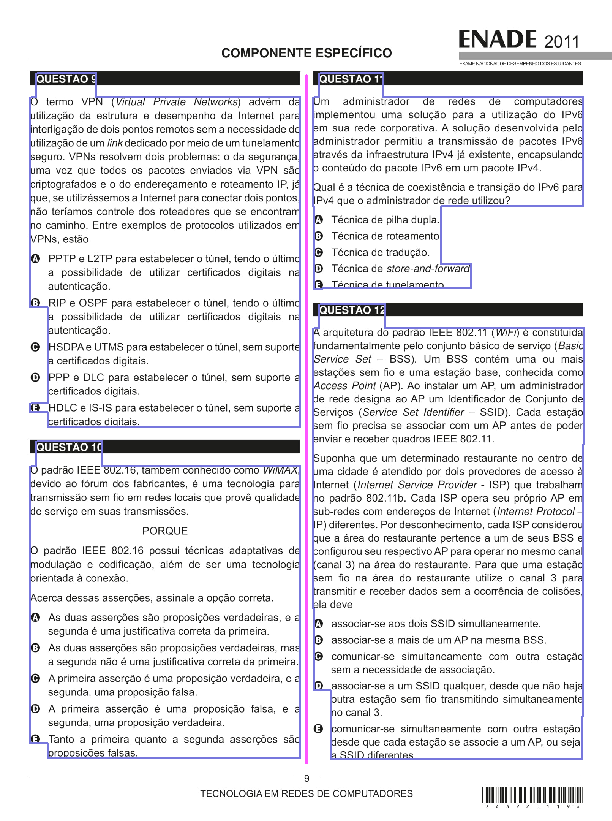 ENADE 2011
EXAME NACIONAL DE DESEMPENHO DOS ESTUDANTES
COMPONENTE ESPECÍFICO
QUESTÃO 9
O termo VPN (Virtual Private Networks) advém da
utilização da estrutura e desempenho da Internet para
interligação de dois pontos remotos sem a necessidade de
utilização de um link dedicado por meio de um tunelamento
seguro. VPNs resolvem dois problemas: o da segurança,
uma vez que todos os pacotes enviados via VPN são
criptografados e o do endereçamento e roteamento IP, já
que, se utilizássemos a Internet para conectar dois pontos,
não teríamos controle dos roteadores que se encontram
no caminho. Entre exemplos de protocolos utilizados em
VPNs, estão
A PPTP e L2TP para estabelecer o túnel, tendo o último
a possibilidade de utilizar certificados digitais na
autenticação.
B RIP e OSPF para estabelecer o túnel, tendo o último
a possibilidade de utilizar certificados digitais na
autenticação.
C HSDPA e UTMS para estabelecer o túnel, sem suporte
a certificados digitais.
D PPP e DLC para estabelecer o túnel, sem suporte a
certificados digitais.
E HDLC e IS-IS para estabelecer o túnel, sem suporte a
certificados digitais.
QUESTÃO 10
O padrão IEEE 802.16, também conhecido como WiMAX,
devido ao fórum dos fabricantes, é uma tecnologia para
transmissão sem fio em redes locais que provê qualidade
de serviço em suas transmissões.
PORQUE
O padrão IEEE 802.16 possui técnicas adaptativas de
modulação e codificação, além de ser uma tecnologia
orientada à conexão.
Acerca dessas asserções, assinale a opção correta.
A As duas asserções são proposições verdadeiras, e a
segunda é uma justificativa correta da primeira.
B As duas asserções são proposições verdadeiras, mas
a segunda não é uma justificativa correta da primeira.
C A primeira asserção é uma proposição verdadeira, e a
segunda, uma proposição falsa.
D A primeira asserção é uma proposição falsa, e a
segunda, uma proposição verdadeira.
E Tanto a primeira quanto a segunda asserções são
proposições falsas.
QUESTÃO 11
Um administrador de redes de computadores
implementou uma solução para a utilização do IPv6
em sua rede corporativa. A solução desenvolvida pelo
administrador permitiu a transmissão de pacotes IPv6
através da infraestrutura IPv4 já existente, encapsulando
o conteúdo do pacote IPv6 em um pacote IPv4.
Qual é a técnica de coexistência e transição do IPv6 para
IPv4 que o administrador de rede utilizou?
A Técnica de pilha dupla.
B Técnica de roteamento.
C Técnica de tradução.
D Técnica de store-and-forward.
E Técnica de tunelamento.
QUESTÃO 12
A arquitetura do padrão IEEE 802.11 (WiFi) é constituída
fundamentalmente pelo conjunto básico de serviço (Basic
Service Set – BSS). Um BSS contém uma ou mais
estações sem fio e uma estação base, conhecida como
Access Point (AP). Ao instalar um AP, um administrador
de rede designa ao AP um Identificador de Conjunto de
Serviços (Service Set Identifier – SSID). Cada estação
sem fio precisa se associar com um AP antes de poder
enviar e receber quadros IEEE 802.11.
Suponha que um determinado restaurante no centro de
uma cidade é atendido por dois provedores de acesso à
Internet (Internet Service Provider - ISP) que trabalham
no padrão 802.11b. Cada ISP opera seu próprio AP em
sub-redes com endereços de Internet (Internet Protocol –
IP) diferentes. Por desconhecimento, cada ISP considerou
que a área do restaurante pertence a um de seus BSS e
configurou seu respectivo AP para operar no mesmo canal
(canal 3) na área do restaurante. Para que uma estação
sem fio na área do restaurante utilize o canal 3 para
transmitir e receber dados sem a ocorrência de colisões,
ela deve
A associar-se aos dois SSID simultaneamente.
B associar-se a mais de um AP na mesma BSS.
C comunicar-se simultaneamente com outra estação
sem a necessidade de associação.
D associar-se a um SSID qualquer, desde que não haja
outra estação sem fio transmitindo simultaneamente
no canal 3.
E comunicar-se simultaneamente com outra estação
desde que cada estação se associe a um AP, ou seja
a SSID diferentes.
9
TECNOLOGIA EM REDES DE COMPUTADORES